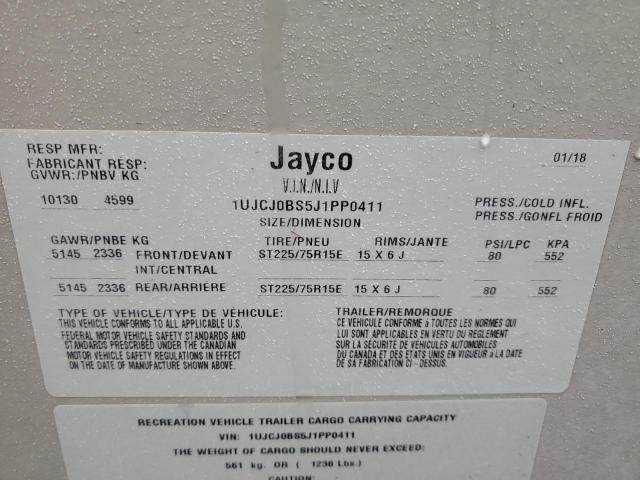 RESP MFR:
FABRICANT RESP:
GVWR:/PNBV KG
Jayco
01/18
V.I.N./N.I.V
10130 4599
1UJCJ0BS5J1PP0411
SIZE/DIMENSION
PRESS./COLD INFL.
PRESS./GONFL FROID
GAWR/PNBE KG
TIRE/PNEU
RIMS/JANTE
PSI/LPC KPA
5145 2336 FRONT/DEVANT ST225/75R15E 15 X 6 J 80 552
INT/CENTRAL
5145 2336 REAR/ARRIÈRE ST225/75R15E 15 X 6 J 80 552
TYPE OF VEHICLE/TYPE DE VÉHICULE:
THIS VEHICLE CONFORMS TO ALL APPLICABLE U.S.
FEDERAL MOTOR VEHICLE SAFETY STANDARDS AND
STANDARDS PRESCRIBED UNDER THE CANADIAN
MOTOR VEHICLE SAFETY REGULATIONS IN EFFECT
ON THE DATE OF MANUFACTURE SHOWN ABOVE.
TRAILER/REMORQUE
CE VÉHICULE CONFORME à TOUTES LES NORMES QUI
LUI SONT APPLICABLES EN VERTU DU REGLEMENT
SUR LA SÉCURITÉ DE VÉHICULES AUTOMOBILES
DU CANADA ET DES ÉTATS UNIS EN VIGUEUR à LA DATE
DE SA FABRICATION CI- DESSUS.
RECREATION VEHICLE TRAILER CARGO CARRYING CAPACITY
VIN: 1UJCJ0BS5J1PP0411
THE WEIGHT OF CARGO SHOULD NEVER EXCEED:
561 kg. OR ( 1236 Lbs.)
CAUTION: